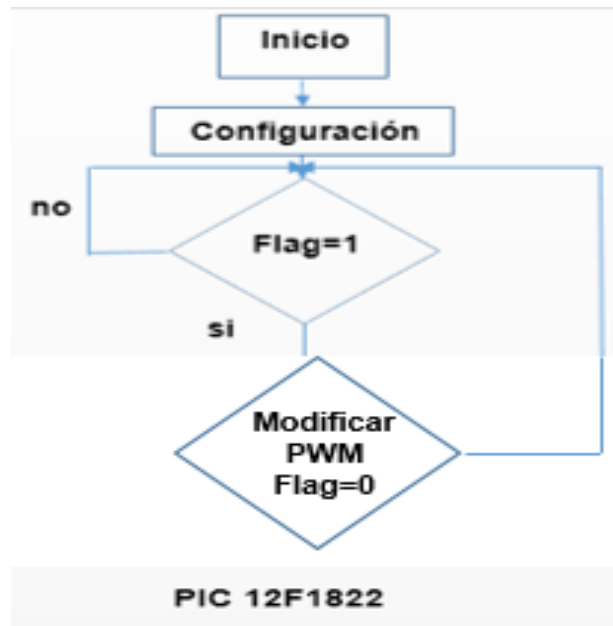 Inicio
Configuración
no
Flag=1
si
Modificar
PWM
Flag=0
PIC 12F1822